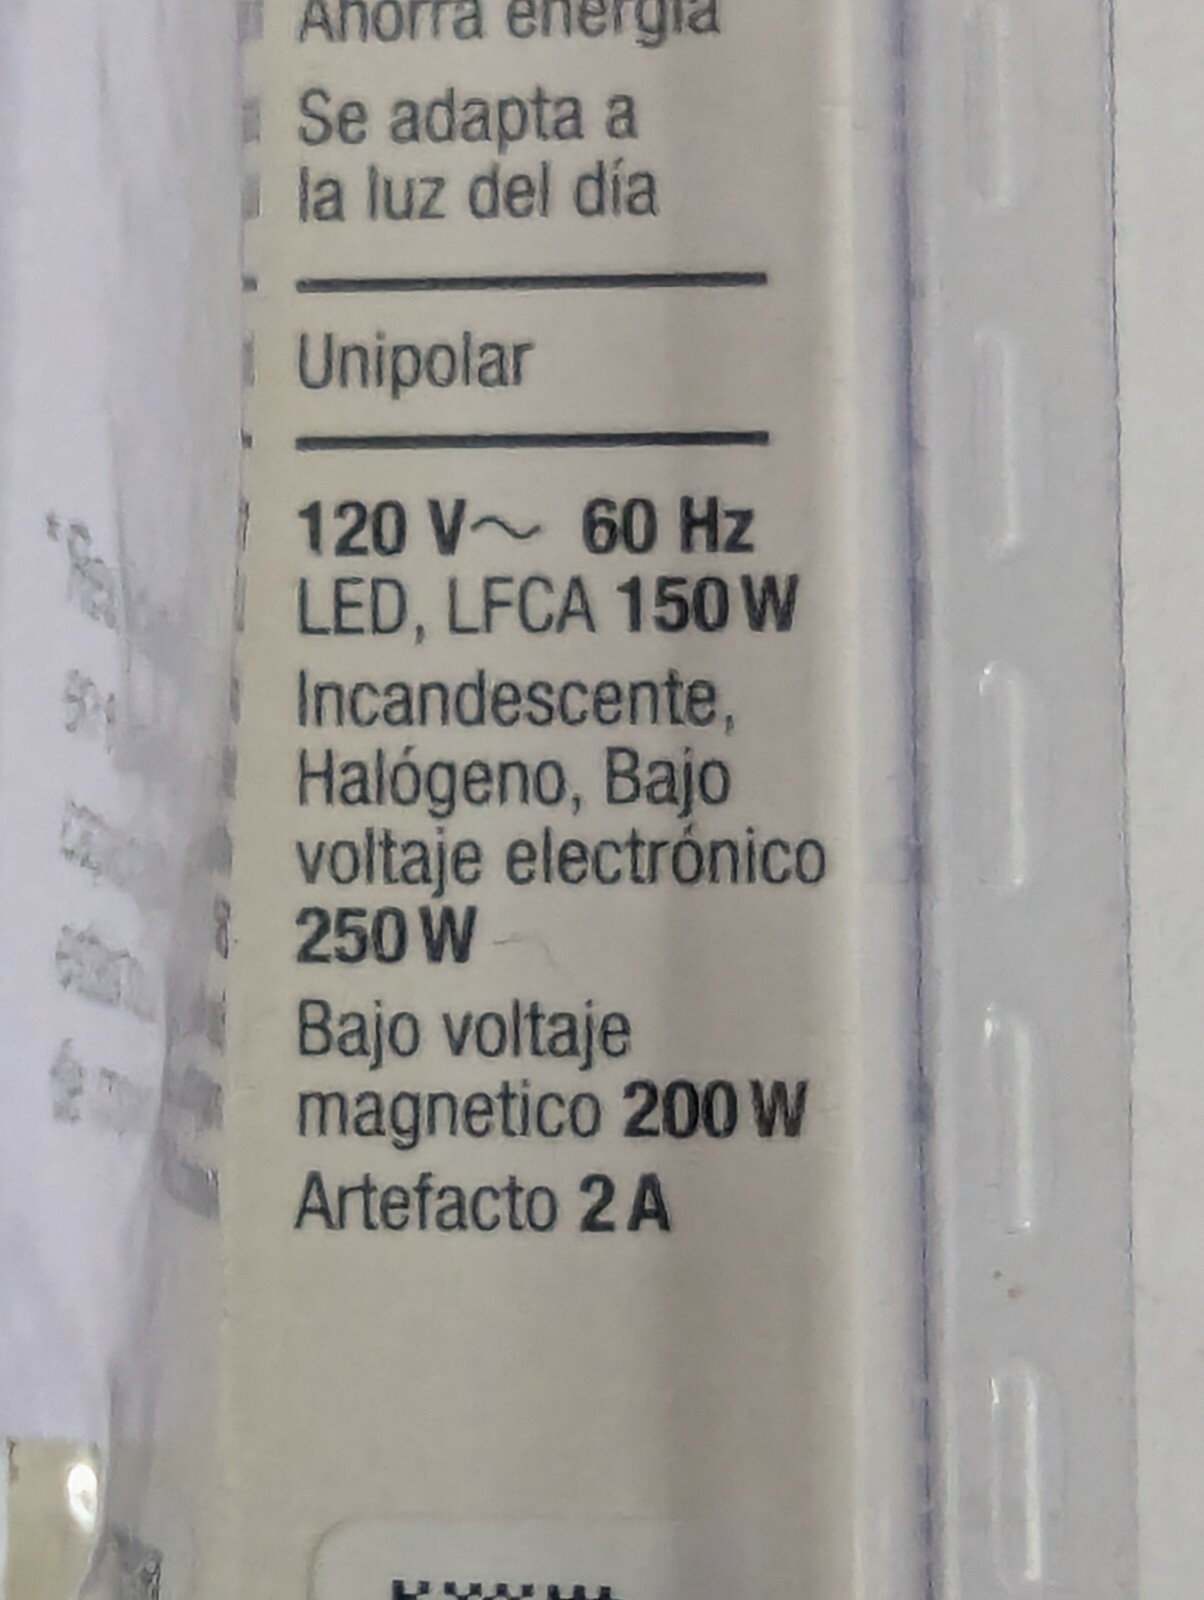 Ahorra energía
Se adapta a
la luz del día
Unipolar
120 V~ 60 Hz
LED, LFCA 150 W
Incandescente,
Halógeno, Bajo
voltaje electrónico
250 W
Bajo voltaje
magnetico 200 W
Artefacto 2 A